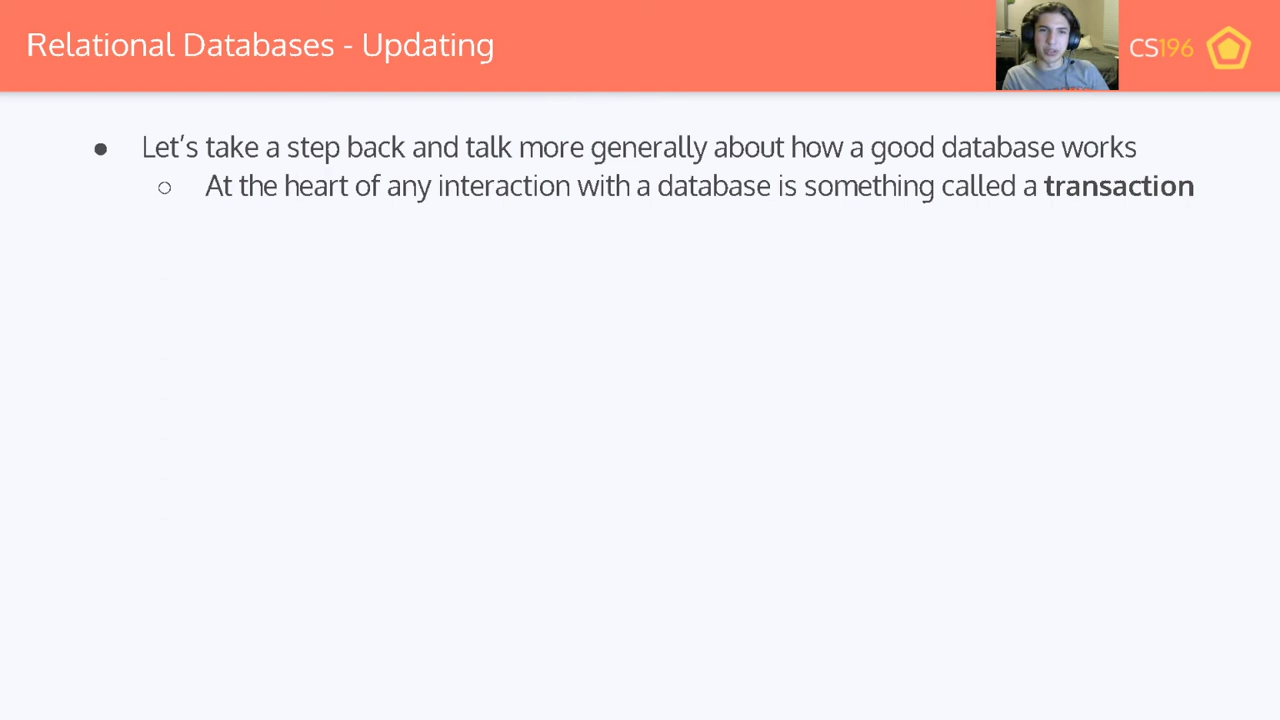 Relational Databases - Updating
CS196
● Let's take a step back and talk more generally about how a good database works
○ At the heart of any interaction with a database is something called a transaction